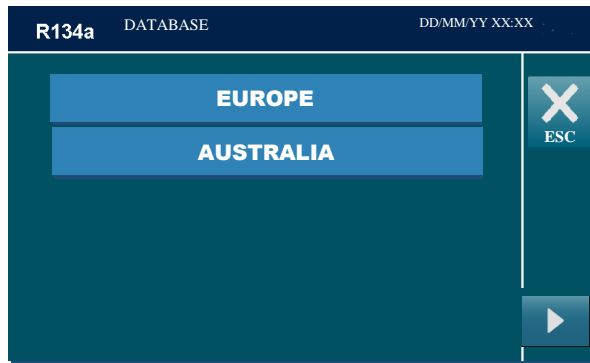 R134a DATABASE DD/MM/YY XX:XX
EUROPE
AUSTRALIA
ESC